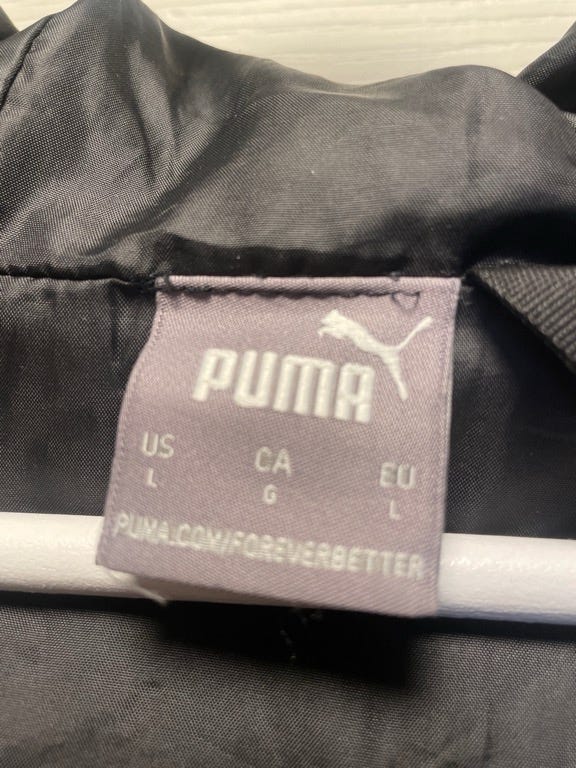 PUMA
US CA EU
L G L
PUMA.COM/FOREVERBETTER